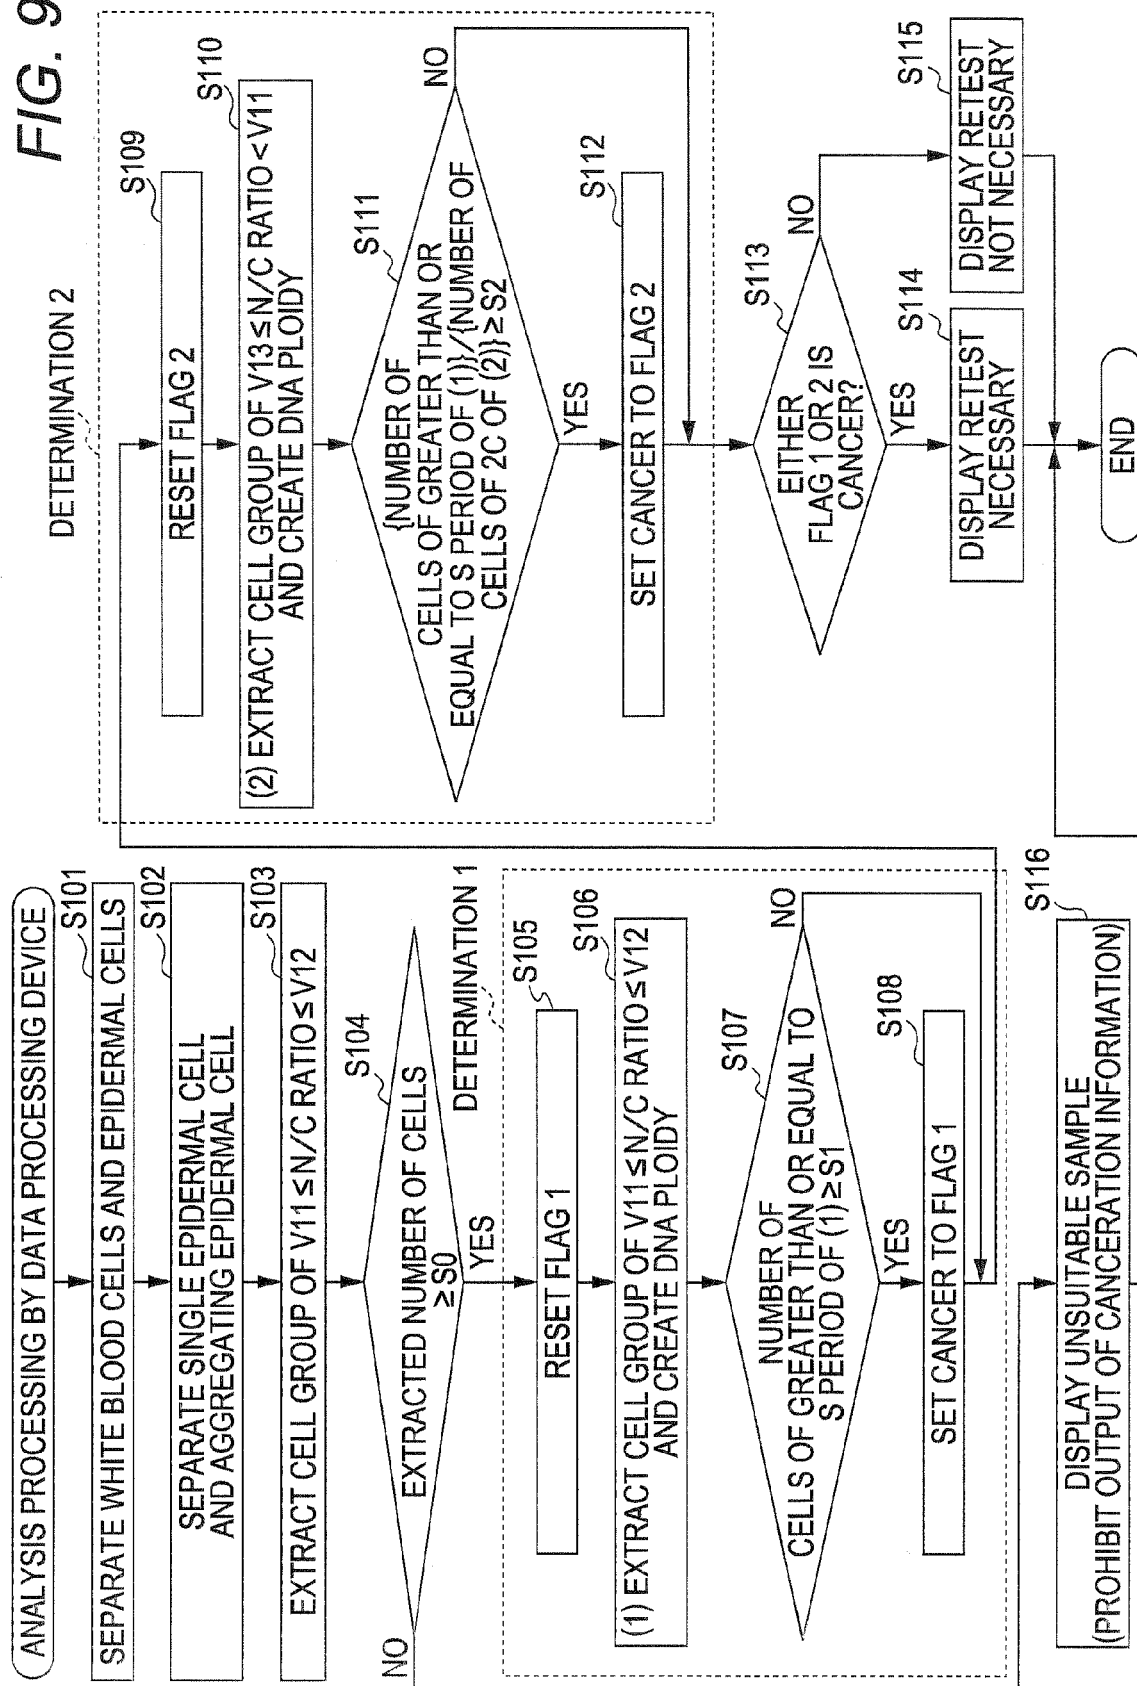 FIG. 9
ANALYSIS PROCESSING BY DATA PROCESSING DEVICE
S101
SEPARATE WHITE BLOOD CELLS AND EPIDERMAL CELLS
S102
SEPARATE SINGLE EPIDERMAL CELL
AND AGGREGATING EPIDERMAL CELL
S103
EXTRACT CELL GROUP OF V11≤N/C RATIO≤V12
S104
EXTRACTED NUMBER OF CELLS
≥S0
NO
YES
DETERMINATION 1
S105
RESET FLAG 1
S106
(1) EXTRACT CELL GROUP OF V11≤N/C RATIO≤V12
AND CREATE DNA PLOIDY
S107
NUMBER OF
CELLS OF GREATER THAN OR EQUAL TO
S PERIOD OF (1)≥S1
NO
YES
S108
SET CANCER TO FLAG 1
S116
DISPLAY UNSUITABLE SAMPLE
(PROHIBIT OUTPUT OF CANCERATION INFORMATION)
DETERMINATION 2
S109
RESET FLAG 2
S110
(2) EXTRACT CELL GROUP OF V13≤N/C RATIO<V11
AND CREATE DNA PLOIDY
S111
{NUMBER OF
CELLS OF GREATER THAN OR
EQUAL TO S PERIOD OF (1)}/{NUMBER OF
CELLS OF 2C OF (2)}≥S2
NO
YES
S112
SET CANCER TO FLAG 2
S113
EITHER
FLAG 1 OR 2 IS
CANCER?
NO
YES
S114
DISPLAY RETEST
NECESSARY
S115
DISPLAY RETEST
NOT NECESSARY
END